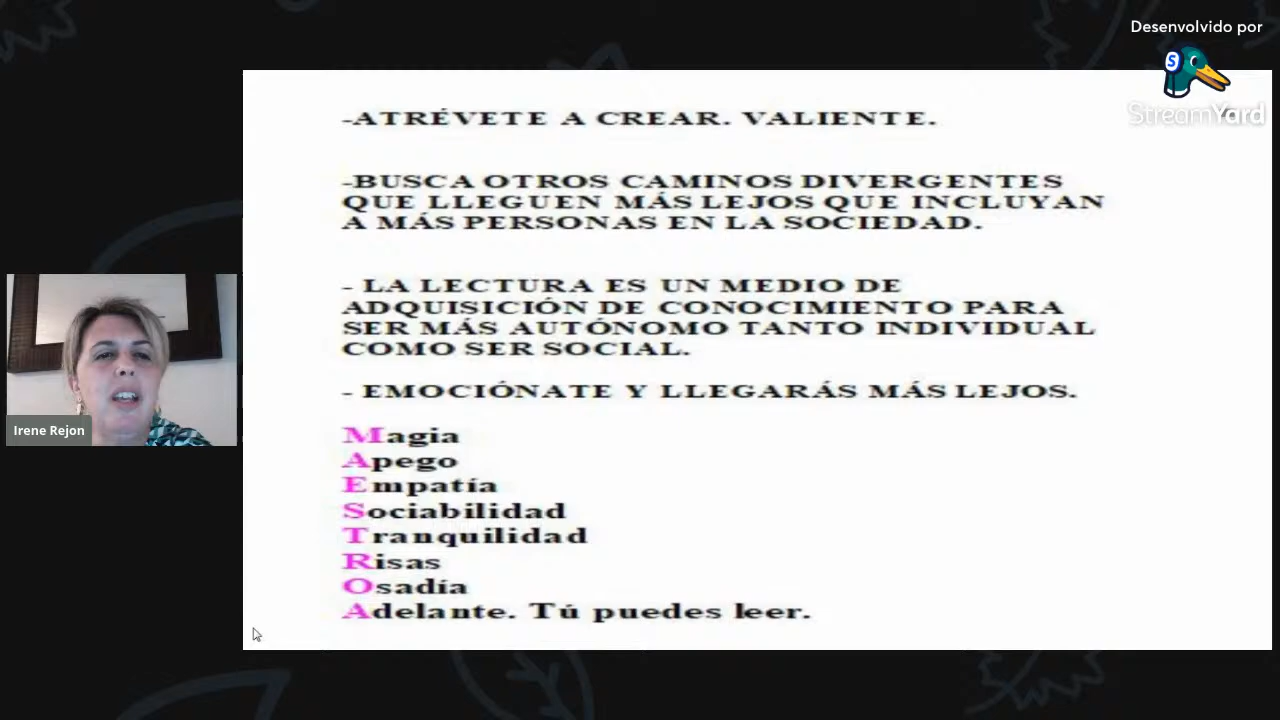 Desenvolvido por
StreamYard
-ATRÉVETE A CREAR. VALIENTE.
-BUSCA OTROS CAMINOS DIVERGENTES
QUE LLEGUEN MÁS LEJOS QUE INCLUYAN
A MÁS PERSONAS EN LA SOCIEDAD.
- LA LECTURA ES UN MEDIO DE
ADQUISICIÓN DE CONOCIMIENTO PARA
SER MÁS AUTÓNOMO TANTO INDIVIDUAL
COMO SER SOCIAL.
- EMOCIÓNATE Y LLEGARÁS MÁS LEJOS.
Magia
Apego
Empatía
Sociabilidad
Tranquilidad
Risas
Osadía
Adelante. Tú puedes leer.
Irene Rejon